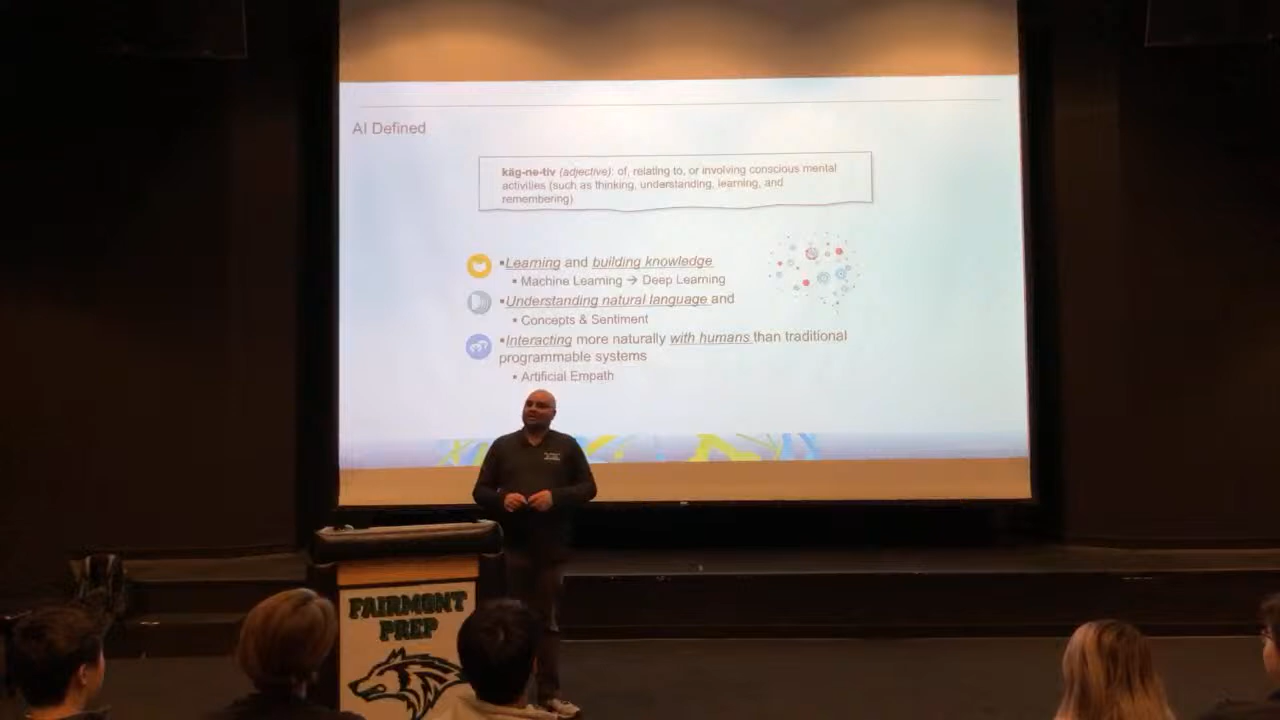 AI Defined
käg-ne-tiv (adjective): of, relating to, or involving conscious mental
activities (such as thinking, understanding, learning, and
remembering)
▪Learning and building knowledge
▪ Machine Learning → Deep Learning
▪Understanding natural language and
▪ Concepts & Sentiment
▪Interacting more naturally with humans than traditional
programmable systems
▪ Artificial Empath
FAIRMONT
PREP